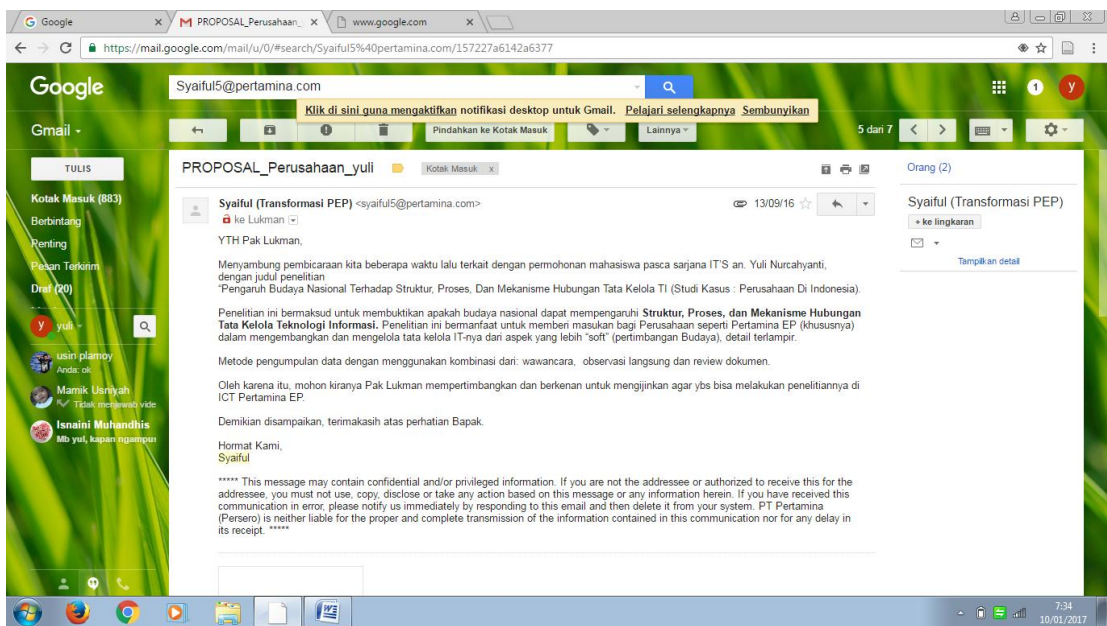 Google
PROPOSAL_Perusahaan_
www.google.com
https://mail.google.com/mail/u/0/#search/Syaiful5%40pertamina.com/157227a6142a6377
Google
Syaiful5@pertamina.com
1
y
Klik di sini guna mengaktifkan notifikasi desktop untuk Gmail. Pelajari selengkapnya Sembunyikan
Gmail
Pindahkan ke Kotak Masuk
Lainnya
5 dari 7
TULIS
Kotak Masuk (883)
Berbintang
Penting
Pesan Terkirim
Draf (20)
y yuli
usin plamoy
Anda: ok
Mamik Usniyah
Tidak menjawab vide
Isnaini Muhandhis
Mb yul, kapan ngampus
PROPOSAL_Perusahaan_yuli
Kotak Masuk x
Syaiful (Transformasi PEP) <syaiful5@pertamina.com>
13/09/16
ke Lukman
YTH Pak Lukman,
Menyambung pembicaraan kita beberapa waktu lalu terkait dengan permohonan mahasiswa pasca sarjana IT'S an. Yuli Nurcahyanti,
dengan judul penelitian
"Pengaruh Budaya Nasional Terhadap Struktur, Proses, Dan Mekanisme Hubungan Tata Kelola TI (Studi Kasus : Perusahaan Di Indonesia).
Penelitian ini bermaksud untuk membuktikan apakah budaya nasional dapat mempengaruhi Struktur, Proses, dan Mekanisme Hubungan
Tata Kelola Teknologi Informasi. Penelitian ini bermanfaat untuk memberi masukan bagi Perusahaan seperti Pertamina EP (khususnya)
dalam mengembangkan dan mengelola tata kelola IT-nya dari aspek yang lebih "soft" (pertimbangan Budaya), detail terlampir.
Metode pengumpulan data dengan menggunakan kombinasi dari: wawancara, observasi langsung dan review dokumen.
Oleh karena itu, mohon kiranya Pak Lukman mempertimbangkan dan berkenan untuk mengijinkan agar ybs bisa melakukan penelitiannya di
ICT Pertamina EP.
Demikian disampaikan, terimakasih atas perhatian Bapak.
Hormat Kami,
Syaiful
***** This message may contain confidential and/or privileged information. If you are not the addressee or authorized to receive this for the
addressee, you must not use, copy, disclose or take any action based on this message or any information herein. If you have received this
communication in error, please notify us immediately by responding to this email and then delete it from your system. PT Pertamina
(Persero) is neither liable for the proper and complete transmission of the information contained in this communication nor for any delay in
its receipt. *****
Orang (2)
Syaiful (Transformasi PEP)
+ ke lingkaran
Tampilkan detail
7:34
10/01/2017